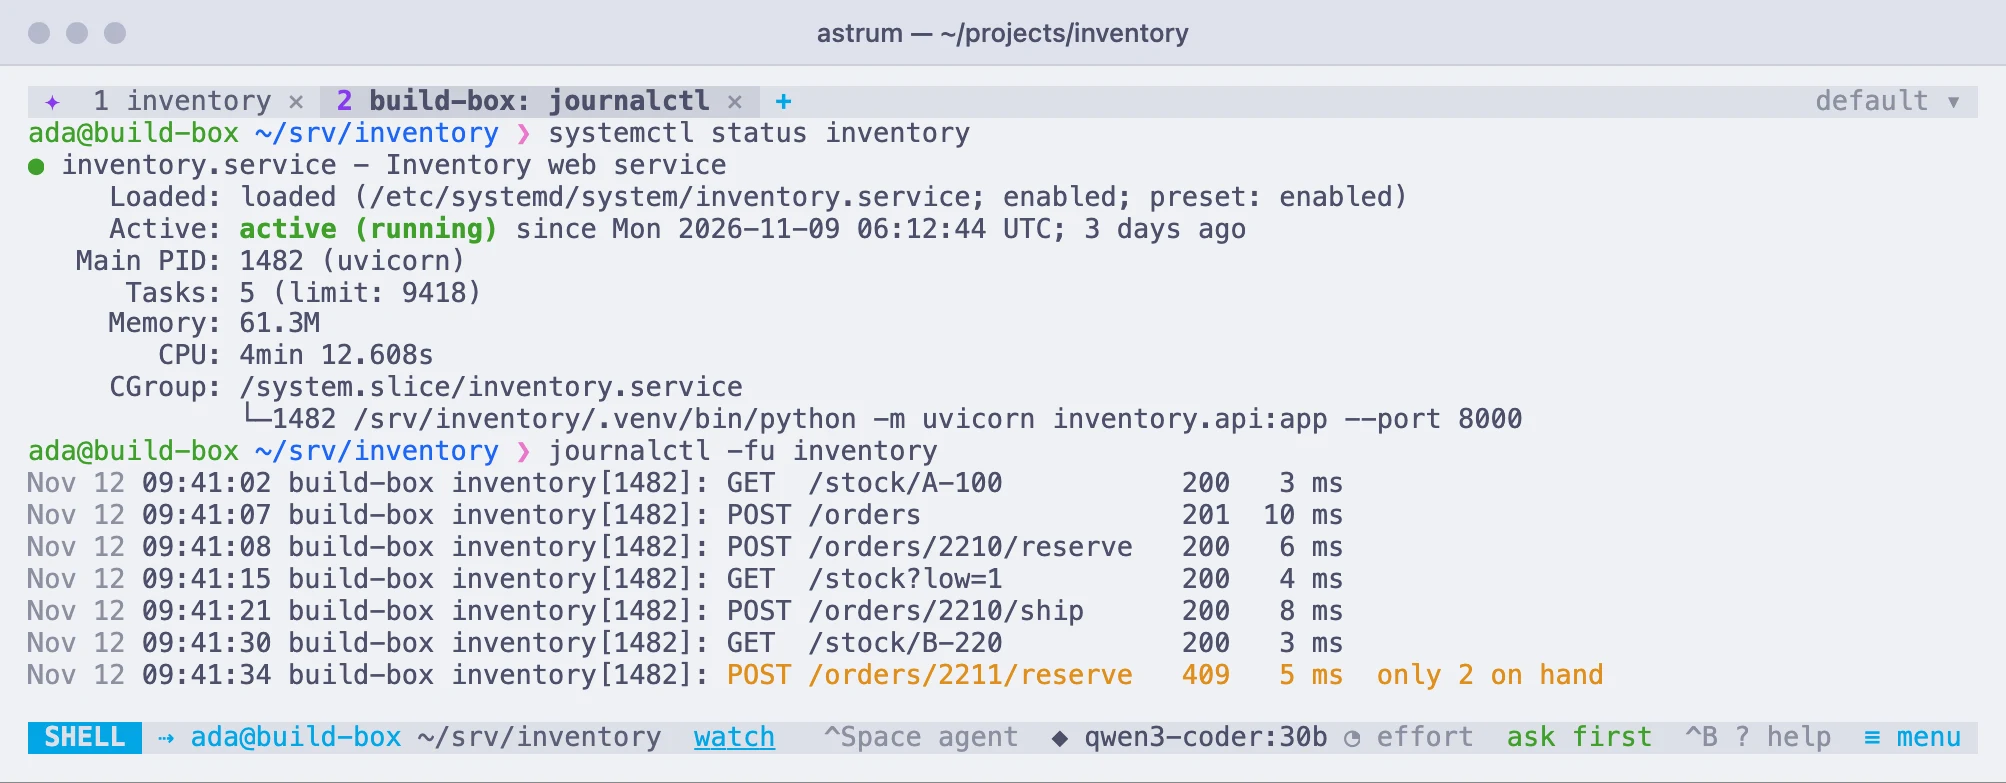 astrum — ~/projects/inventory
✦ 1 inventory × 2 build-box: journalctl × + default ▾
ada@build-box ~/srv/inventory ❯ systemctl status inventory
● inventory.service – Inventory web service
Loaded: loaded (/etc/systemd/system/inventory.service; enabled; preset: enabled)
Active: active (running) since Mon 2026-11-09 06:12:44 UTC; 3 days ago
Main PID: 1482 (uvicorn)
Tasks: 5 (limit: 9418)
Memory: 61.3M
CPU: 4min 12.608s
CGroup: /system.slice/inventory.service
└─1482 /srv/inventory/.venv/bin/python -m uvicorn inventory.api:app --port 8000
ada@build-box ~/srv/inventory ❯ journalctl -fu inventory
Nov 12 09:41:02 build-box inventory[1482]: GET /stock/A-100 200 3 ms
Nov 12 09:41:07 build-box inventory[1482]: POST /orders 201 10 ms
Nov 12 09:41:08 build-box inventory[1482]: POST /orders/2210/reserve 200 6 ms
Nov 12 09:41:15 build-box inventory[1482]: GET /stock?low=1 200 4 ms
Nov 12 09:41:21 build-box inventory[1482]: POST /orders/2210/ship 200 8 ms
Nov 12 09:41:30 build-box inventory[1482]: GET /stock/B-220 200 3 ms
Nov 12 09:41:34 build-box inventory[1482]: POST /orders/2211/reserve 409 5 ms only 2 on hand
SHELL ⇢ ada@build-box ~/srv/inventory watch ^Space agent ◆ qwen3-coder:30b ◔ effort ask first ^B ? help ≡ menu